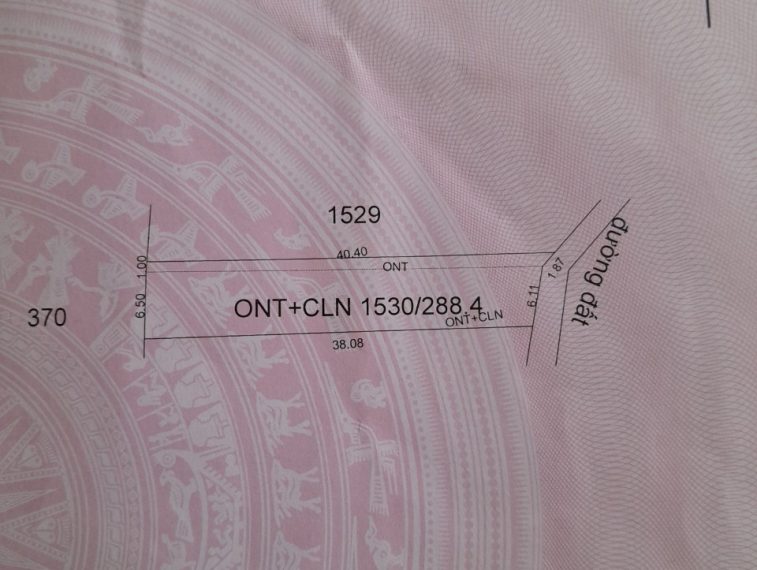 1529
40.40
ONT
1.00
6.50
370
ONT+CLN 1530/288.4
ONT+CLN
38.08
6.11
1.87
đường đất